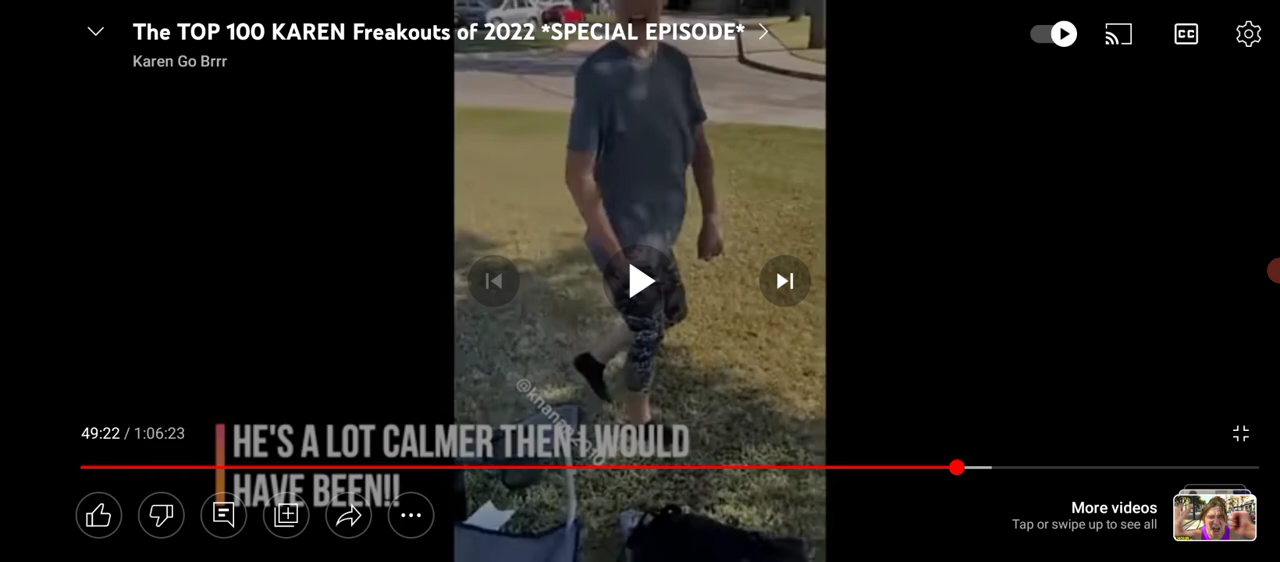 The TOP 100 KAREN Freakouts of 2022 *SPECIAL EPISODE*
Karen Go Brrr
CC
49:22 / 1:06:23
HE'S A LOT CALMER THEN I WOULD
HAVE BEEN!!
More videos
Tap or swipe up to see all